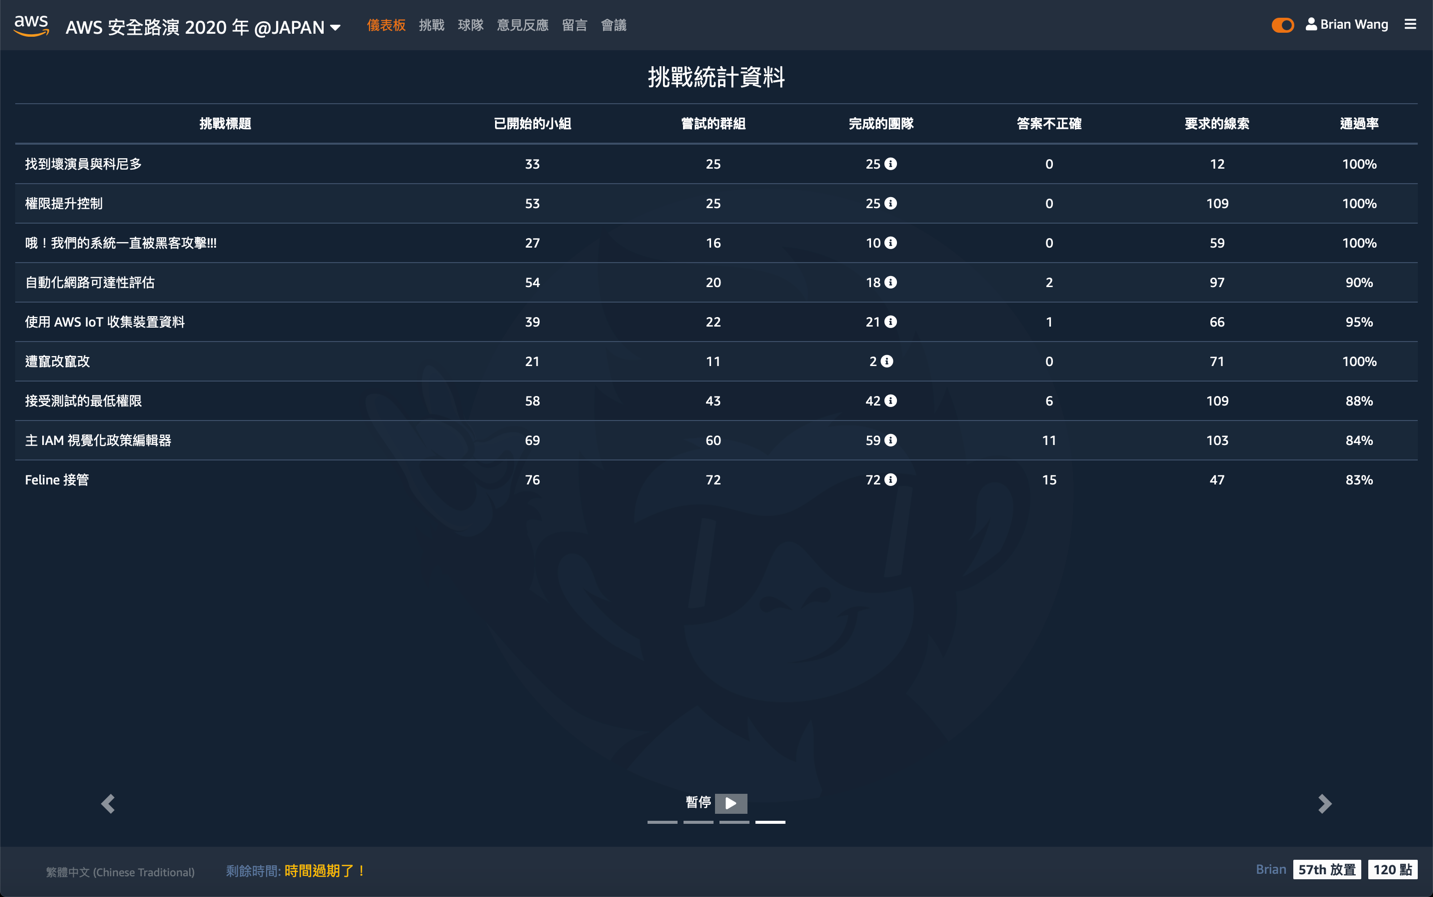 aws
AWS 安全路演 2020 年 @JAPAN
儀表板 挑戰 球隊 意見反應 留言 會議
Brian Wang
挑戰統計資料
挑戰標題 已開始的小組 嘗試的群組 完成的團隊 答案不正確 要求的線索 通過率
找到壞演員與科尼多 33 25 25 0 12 100%
權限提升控制 53 25 25 0 109 100%
哦！我們的系統一直被黑客攻擊!!! 27 16 10 0 59 100%
自動化網路可達性評估 54 20 18 2 97 90%
使用 AWS IoT 收集裝置資料 39 22 21 1 66 95%
遭竄改竄改 21 11 2 0 71 100%
接受測試的最低權限 58 43 42 6 109 88%
主 IAM 視覺化政策編輯器 69 60 59 11 103 84%
Feline 接管 76 72 72 15 47 83%
暫停
繁體中文 (Chinese Traditional)
剩餘時間: 時間過期了！
Brian 57th 放置 120 點